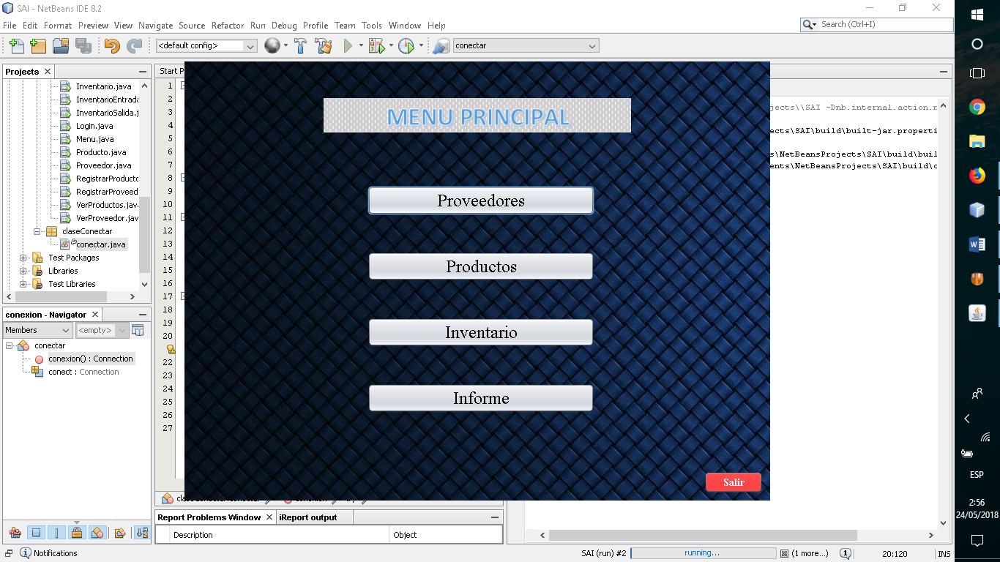 SAI - NetBeans IDE 8.2
File Edit Format Preview View Navigate Source Refactor Run Debug Profile Team Tools Window Help
Search (Ctrl+I)
<default config>
conectar
Projects
Inventario.java
InventarioEntrada
InventarioSalida.j
Login.java
Menu.java
Producto.java
Proveedor.java
RegistrarProducto
RegistrarProveed
VerProductos.java
VerProveedor.jav
claseConectar
conectar.java
Test Packages
Libraries
Test Libraries
Start P
1
2
3
4
5
6
7
8
9
10
11
12
13
14
15
16
17
18
19
20
22
23
24
25
26
27
MENU PRINCIPAL
Proveedores
Productos
Inventario
Informe
Salir
jects\\SAI -Dnb.internal.action.n
ects\SAI\build\built-jar.properti
s\NetBeansProjects\SAI\build\buil
ents\NetBeansProjects\SAI\build\c
conexion - Navigator
Members
<empty>
conectar
conexion() : Connection
conect : Connection
Report Problems Window
iReport output
Description
Object
Notifications
SAI (run) #2
running...
(1 more...)
20:120
INS
ESP
2:56
24/05/2018